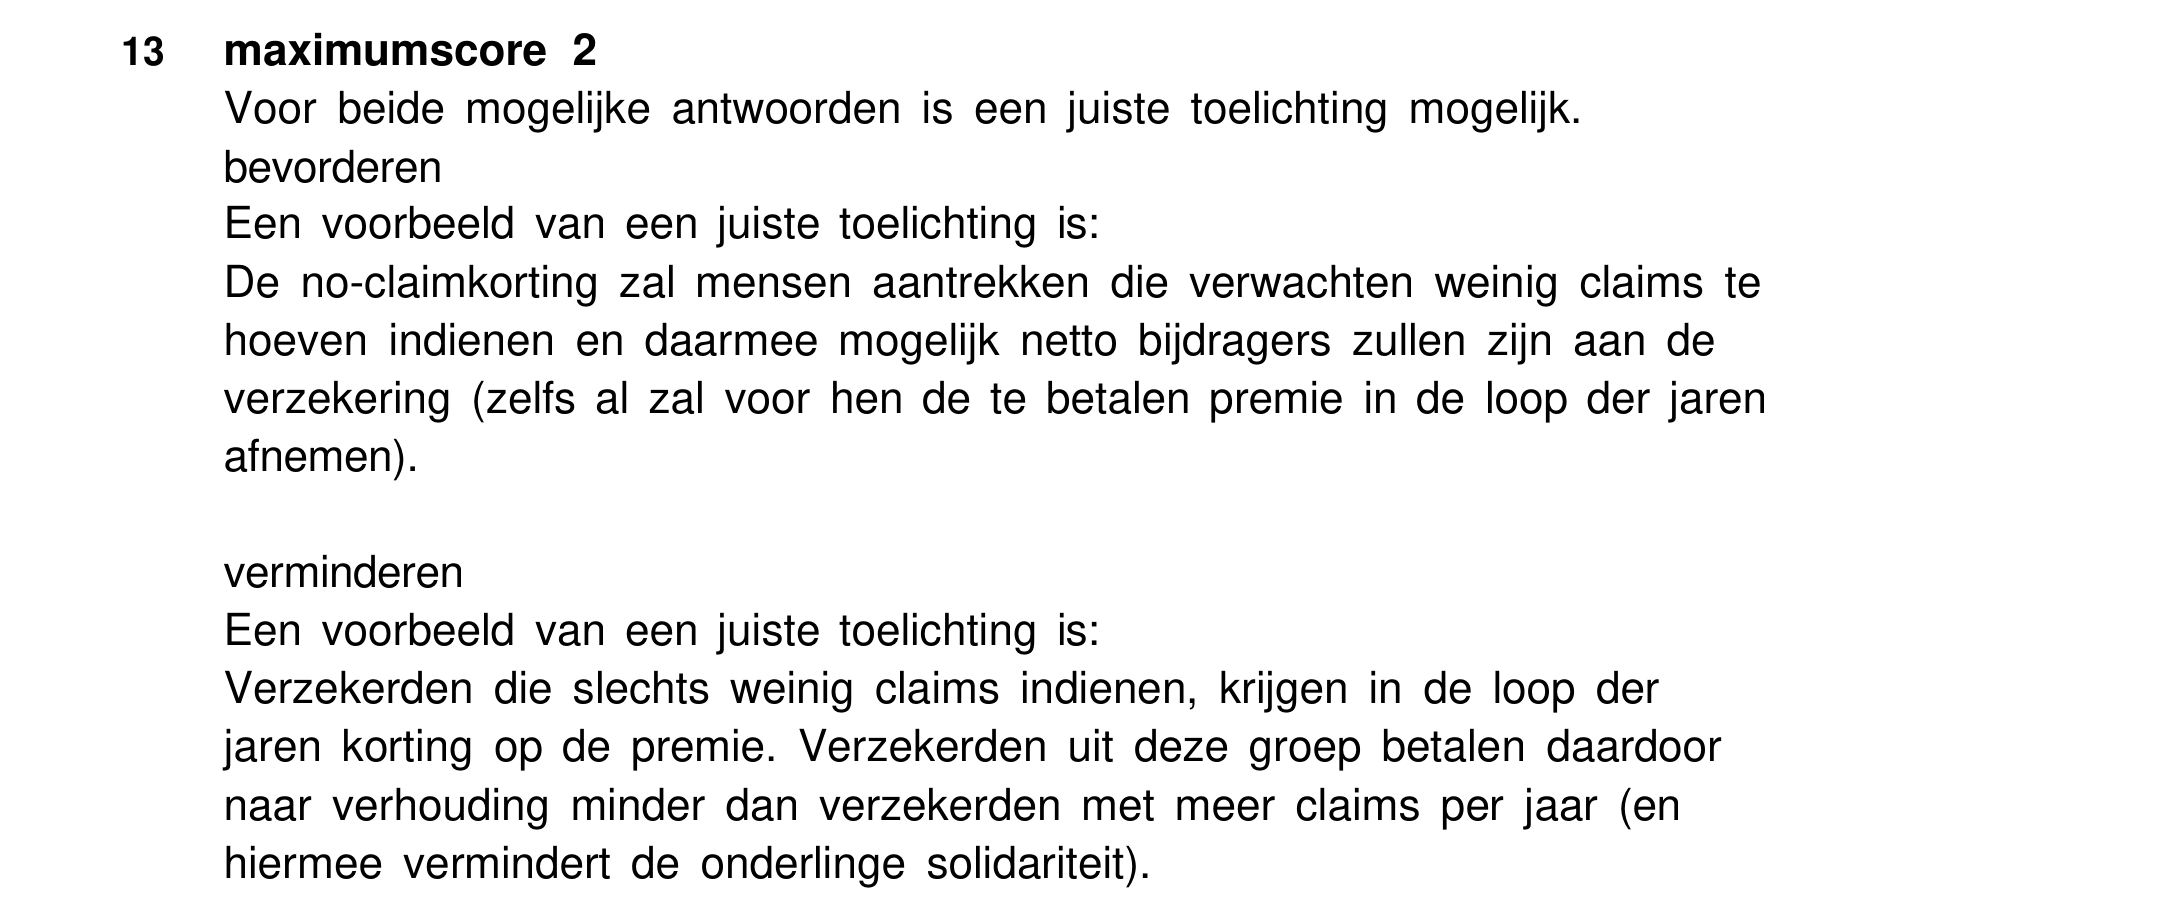 13 maximumscore 2
Voor beide mogelijke antwoorden is een juiste toelichting mogelijk.
bevorderen
Een voorbeeld van een juiste toelichting is:
De no-claimkorting zal mensen aantrekken die verwachten weinig claims te
hoeven indienen en daarmee mogelijk netto bijdragers zullen zijn aan de
verzekering (zelfs al zal voor hen de te betalen premie in de loop der jaren
afnemen).
verminderen
Een voorbeeld van een juiste toelichting is:
Verzekerden die slechts weinig claims indienen, krijgen in de loop der
jaren korting op de premie. Verzekerden uit deze groep betalen daardoor
naar verhouding minder dan verzekerden met meer claims per jaar (en
hiermee vermindert de onderlinge solidariteit).